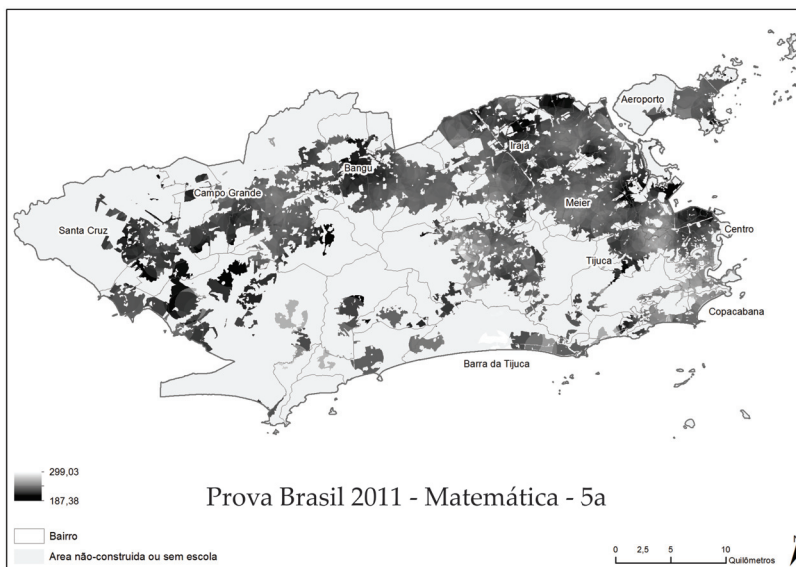 Aeroporto
Irajá
Bangu
Campo Grande
Meier
Santa Cruz
Centro
Tijuca
Copacabana
Barra da Tijuca
299,03
187,38
Prova Brasil 2011 - Matemática - 5a
Bairro
Area não-construída ou sem escola
N
0 2,5 5 10
Quilômetros